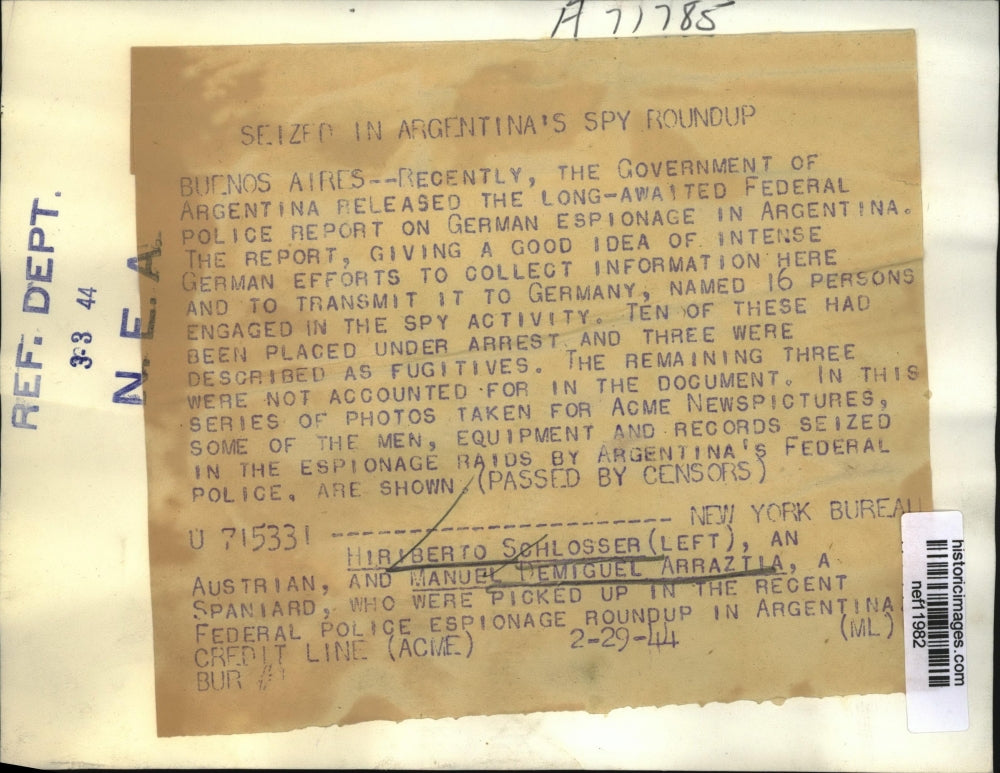 A 71785
SEIZED IN ARGENTINA'S SPY ROUNDUP
BUENOS AIRES--RECENTLY, THE GOVERNMENT OF
ARGENTINA RELEASED THE LONG-AWAITED FEDERAL
POLICE REPORT ON GERMAN ESPIONAGE IN ARGENTINA.
THE REPORT, GIVING A GOOD IDEA OF INTENSE
GERMAN EFFORTS TO COLLECT INFORMATION HERE
AND TO TRANSMIT IT TO GERMANY, NAMED 16 PERSONS
ENGAGED IN THE SPY ACTIVITY. TEN OF THESE HAD
BEEN PLACED UNDER ARREST AND THREE WERE
DESCRIBED AS FUGITIVES. THE REMAINING THREE
WERE NOT ACCOUNTED FOR IN THE DOCUMENT. IN THIS
SERIES OF PHOTOS TAKEN FOR ACME NEWSPICTURES,
SOME OF THE MEN, EQUIPMENT AND RECORDS SEIZED
IN THE ESPIONAGE RAIDS BY ARGENTINA'S FEDERAL
POLICE, ARE SHOWN. (PASSED BY CENSORS)
U 715331 -------------------------- NEW YORK BUREAU
HIRIBERTO SCHLOSSER (LEFT), AN
AUSTRIAN, AND MANUEL DEMIGUEL ARRAZTIA, A
SPANIARD, WHO WERE PICKED UP IN THE RECENT
FEDERAL POLICE ESPIONAGE ROUNDUP IN ARGENTINA
CREDIT LINE (ACME) 2-29-44 (ML)
BUR
REF. DEPT.
3-3 44
N. E. A.
historicimages.com
nef11982